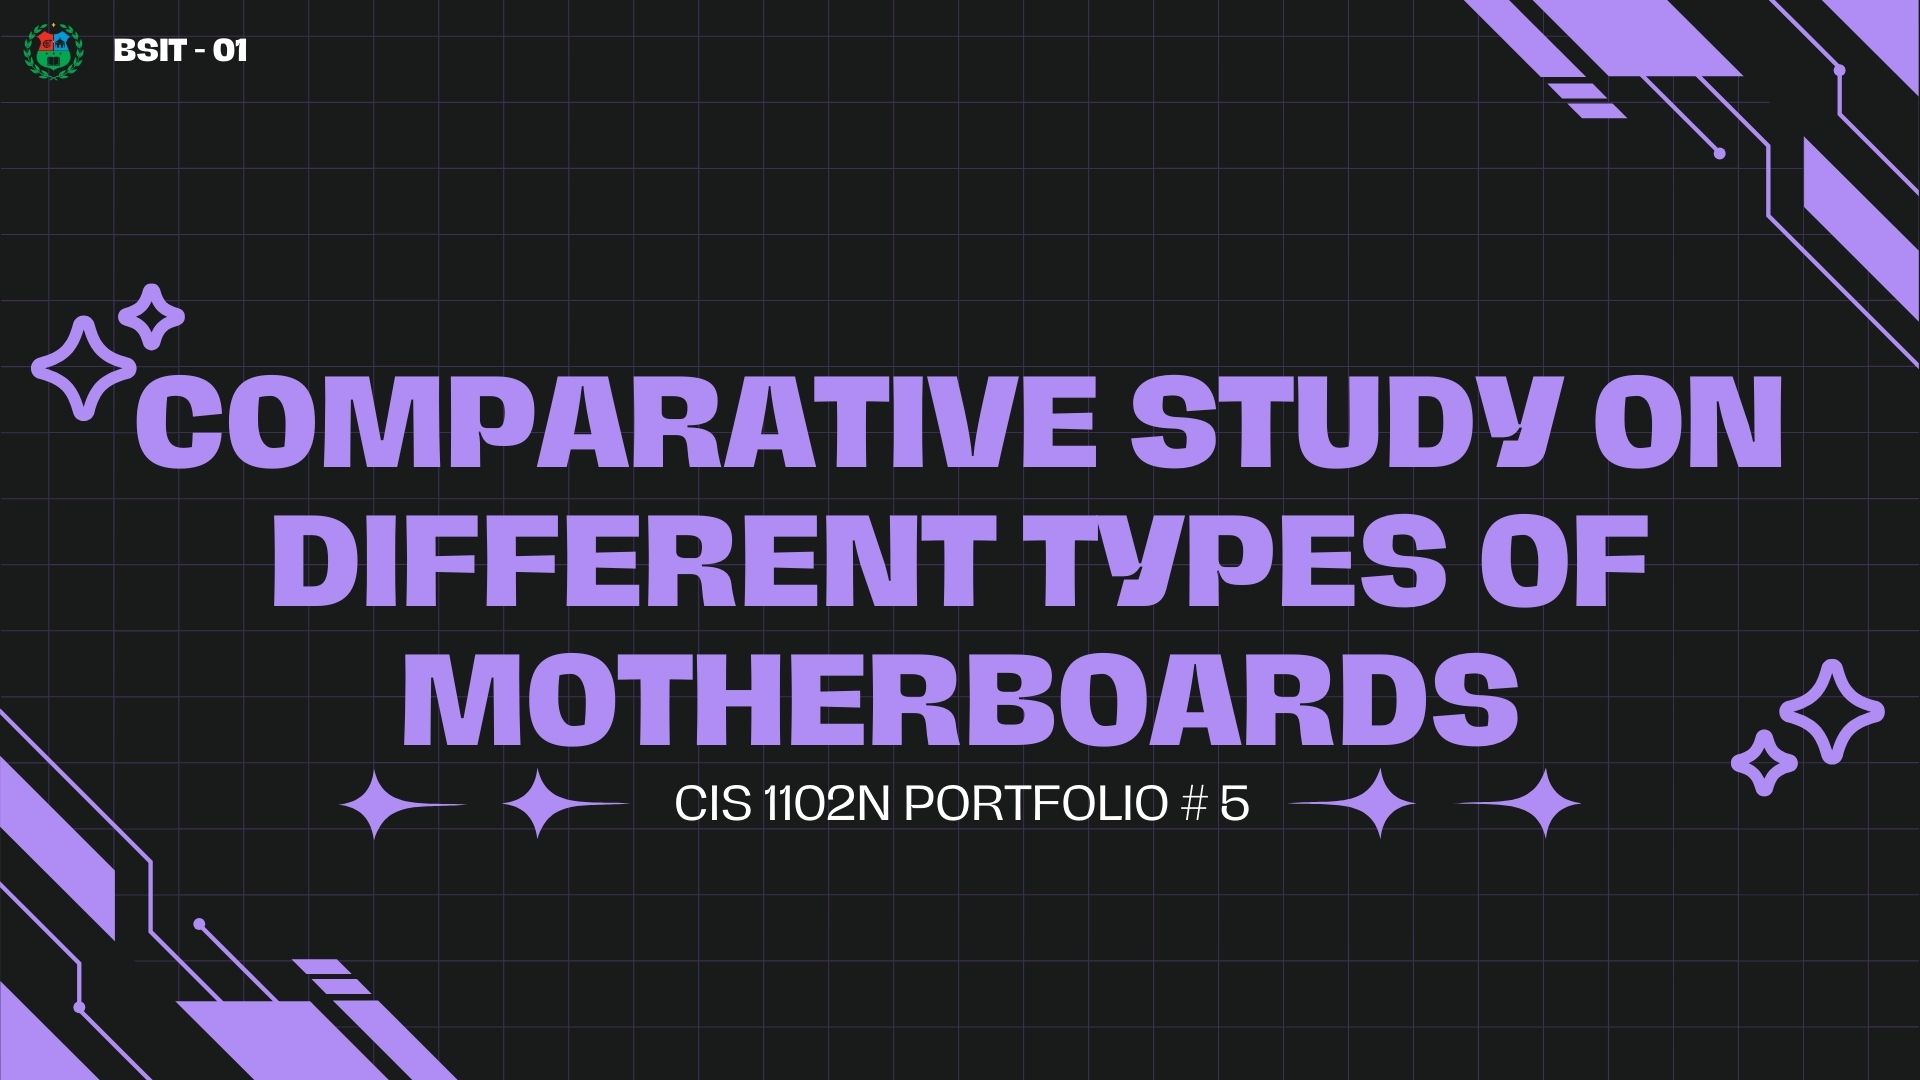 BSIT - 01
COMPARATIVE STUDY ON
DIFFERENT TYPES OF
MOTHERBOARDS
CIS 1102N PORTFOLIO # 5